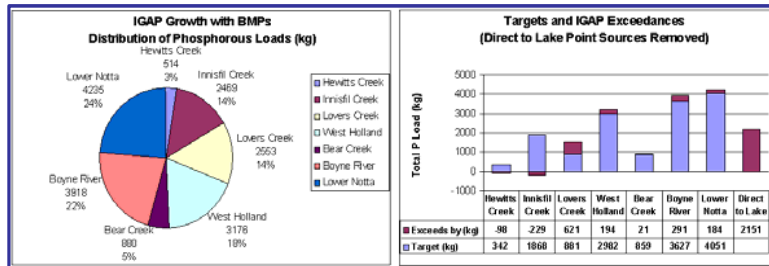 IGAP Growth with BMPs
Distribution of Phosphorous Loads (kg)
Hewitts Creek
514
3%
Innisfil Creek
2469
14%
Lovers Creek
2553
14%
West Holland
3176
18%
Bear Creek
880
5%
Boyne River
3918
22%
Lower Notta
4235
24%
Hewitts Creek
Innisfil Creek
Lovers Creek
West Holland
Bear Creek
Boyne River
Lower Notta
Targets and IGAP Exceedances
(Direct to Lake Point Sources Removed)
Total P Load (kg)
5000
4000
3000
2000
1000
0
-1000
Hewitts Creek Innisfil Creek Lovers Creek West Holland Bear Creek Boyne River Lower Notta Direct to Lake
Exceeds by (kg) -98 -229 621 194 21 291 184 2151
Target (kg) 342 1868 881 2982 859 3627 4051